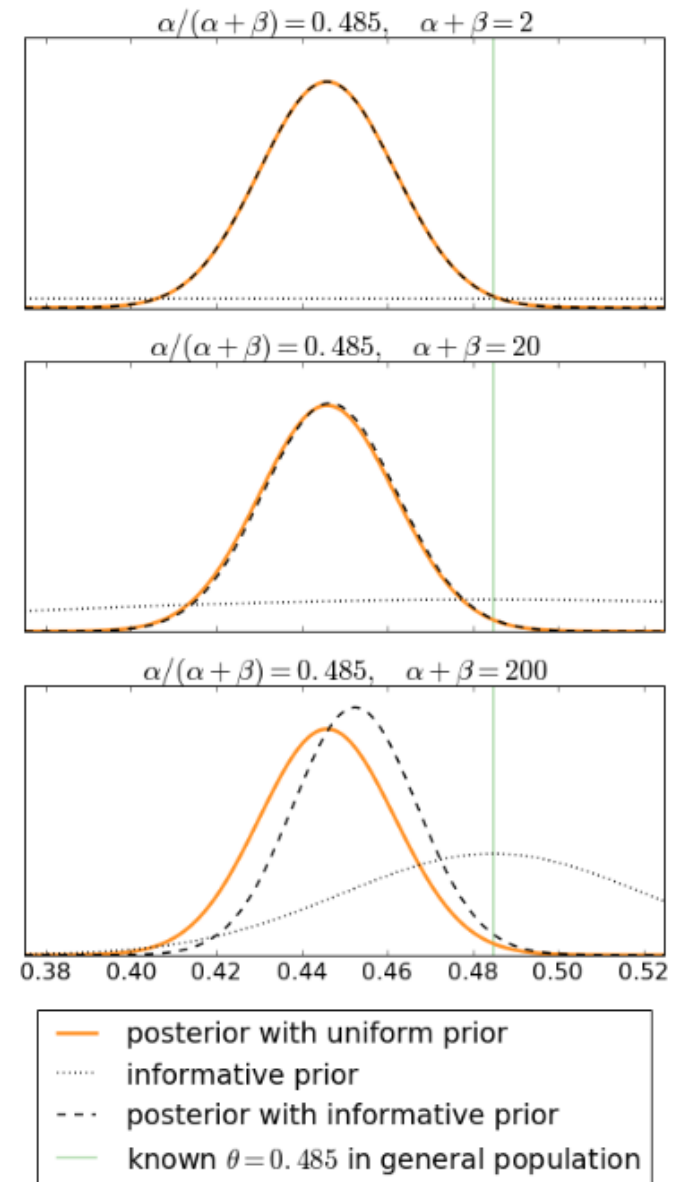 α/(α + β) = 0.485, α + β = 2
α/(α + β) = 0.485, α + β = 20
α/(α + β) = 0.485, α + β = 200
0.38 0.40 0.42 0.44 0.46 0.48 0.50 0.52
posterior with uniform prior
informative prior
posterior with informative prior
known θ = 0.485 in general population